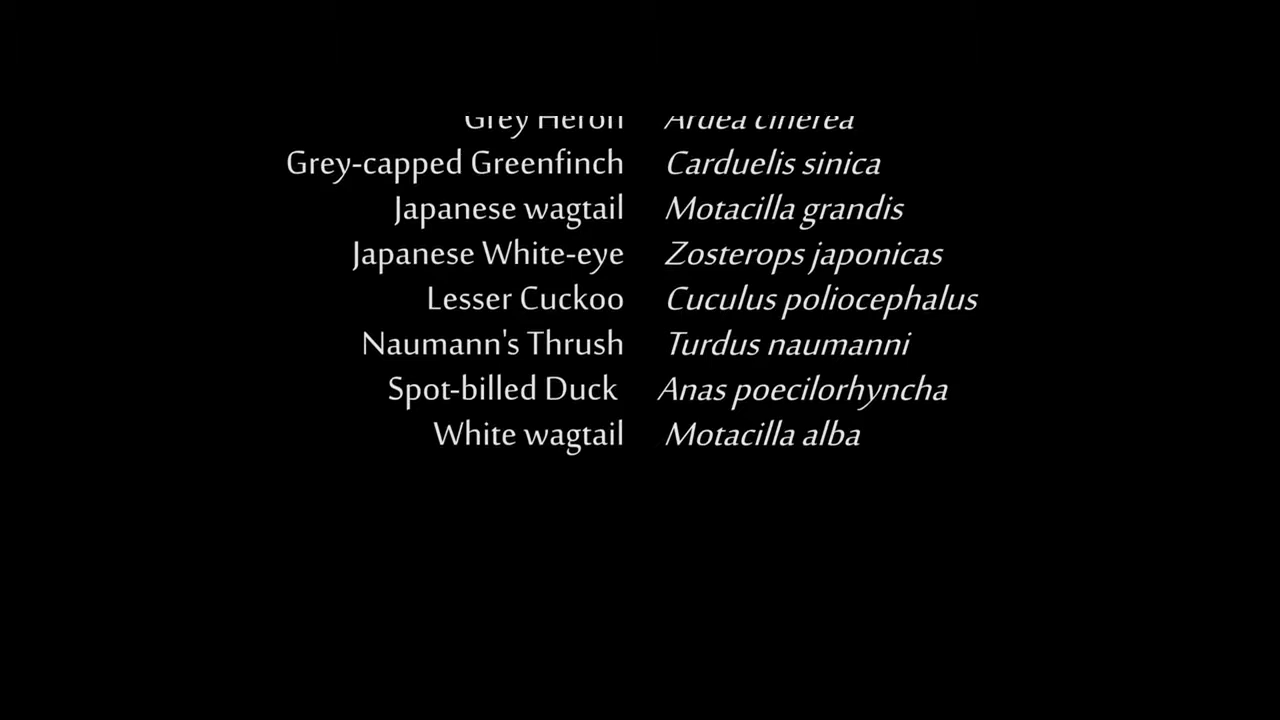 Grey Heron Ardea cinerea
Grey-capped Greenfinch Carduelis sinica
Japanese wagtail Motacilla grandis
Japanese White-eye Zosterops japonicas
Lesser Cuckoo Cuculus poliocephalus
Naumann's Thrush Turdus naumanni
Spot-billed Duck Anas poecilorhyncha
White wagtail Motacilla alba